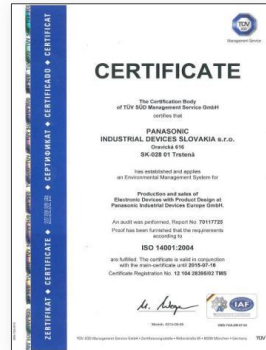 TÜV
Management Service
CERTIFICATE
The Certification Body
of TÜV SÜD Management Service GmbH
certifies that
PANASONIC
INDUSTRIAL DEVICES SLOVAKIA s.r.o.
Oravická 616
SK-028 01 Trstená
has established and applies
an Environmental Management System for
Production and sales of
Electronic Devices with Product Design at
Panasonic Industrial Devices Europe GmbH.
An audit was performed, Report No. 70117725
Proof has been furnished that the requirements
according to
ISO 14001:2004
are fulfilled. The certificate is valid in conjunction
with the main-certificate until 2015-07-16
Certificate Registration No. 12 104 28306/02 TMS
IAF
ZERTIFIKAT ◆ CERTIFICATE ◆
◆ СЕРТИФИКАТ ◆ CERTIFICADO ◆ CERTIFICAT